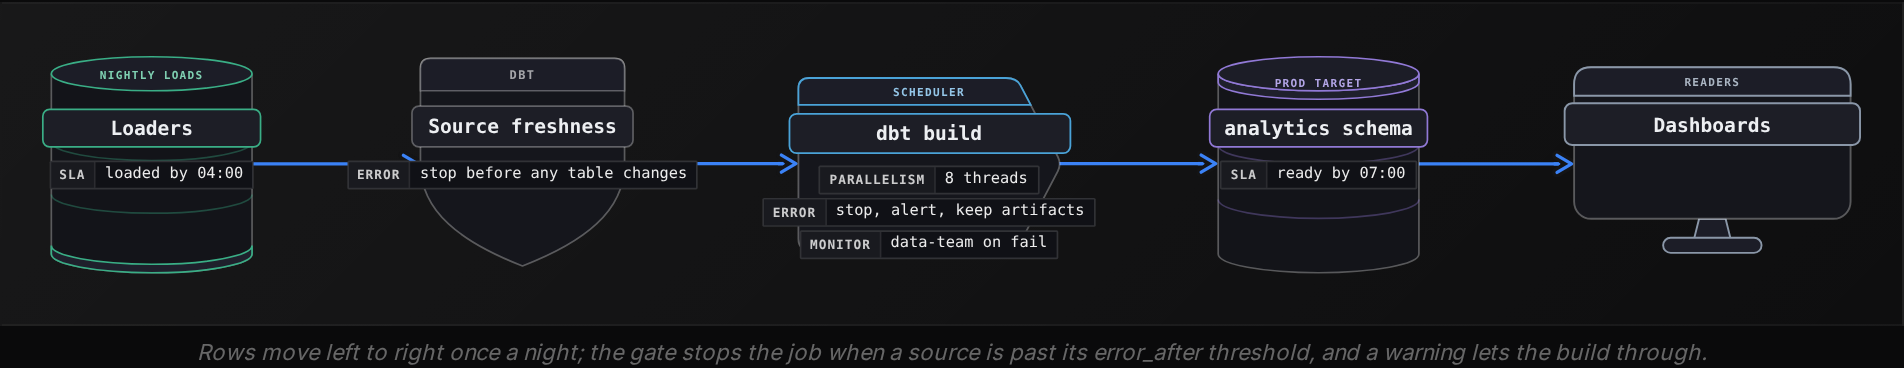 NIGHTLY LOADS
Loaders
SLA loaded by 04:00
DBT
Source freshness
ERROR stop before any table changes
SCHEDULER
dbt build
PARALLELISM 8 threads
ERROR stop, alert, keep artifacts
MONITOR data-team on fail
PROD TARGET
analytics schema
SLA ready by 07:00
READERS
Dashboards
Rows move left to right once a night; the gate stops the job when a source is past its error_after threshold, and a warning lets the build through.